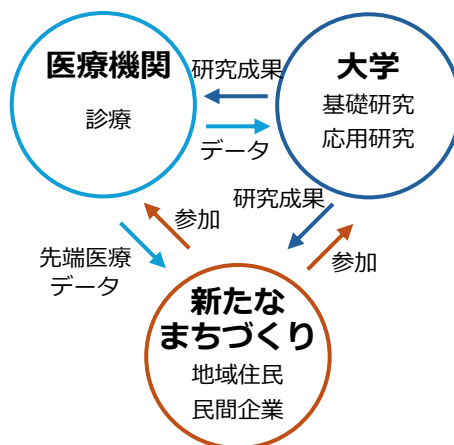 医療機関
診療
研究成果
データ
大学
基礎研究
応用研究
研究成果
参加
参加
先端医療
データ
新たな
まちづくり
地域住民
民間企業